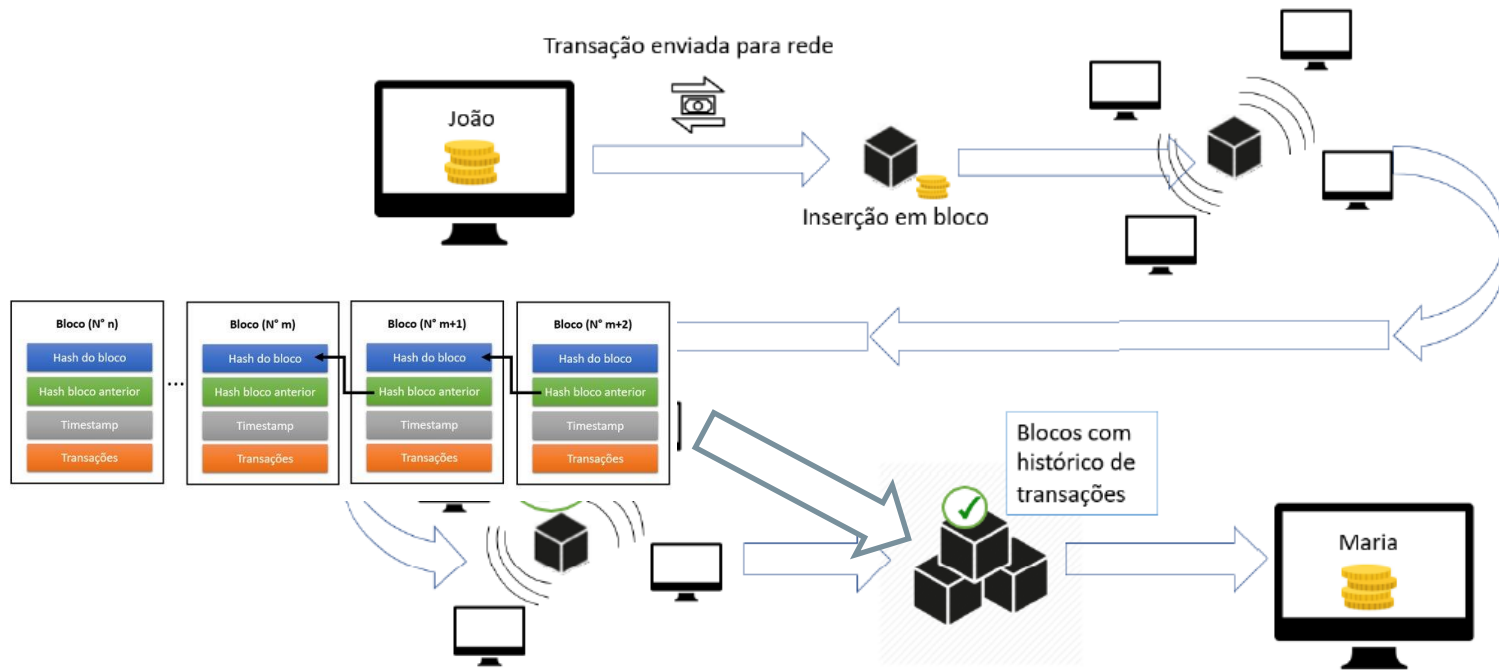 Transação enviada para rede
João
Inserção em bloco
Bloco (N° n)
Hash do bloco
Hash bloco anterior
Timestamp
Transações
...
Bloco (N° m)
Hash do bloco
Hash bloco anterior
Timestamp
Transações
Bloco (N° m+1)
Hash do bloco
Hash bloco anterior
Timestamp
Transações
Bloco (N° m+2)
Hash do bloco
Hash bloco anterior
Timestamp
Transações
Blocos com
histórico de
transações
Maria